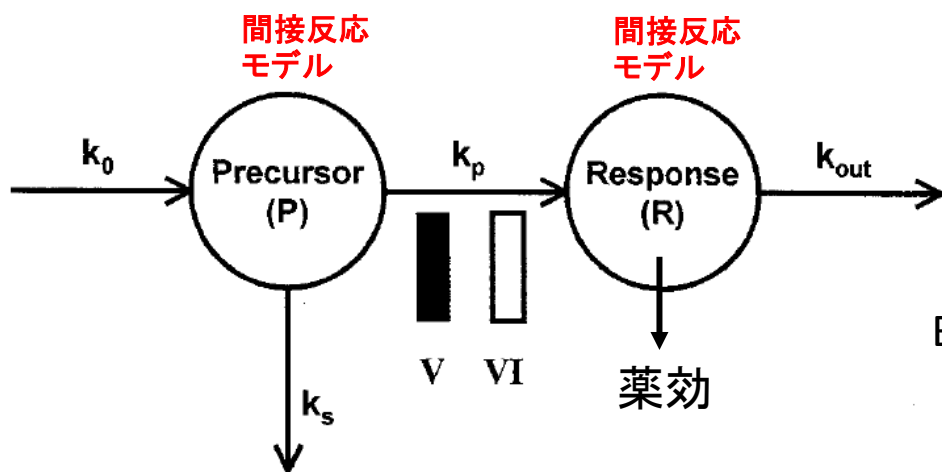 間接反応
モデル
間接反応
モデル
k0
Precursor
(P)
kp
Response
(R)
kout
V
VI
薬効
ks